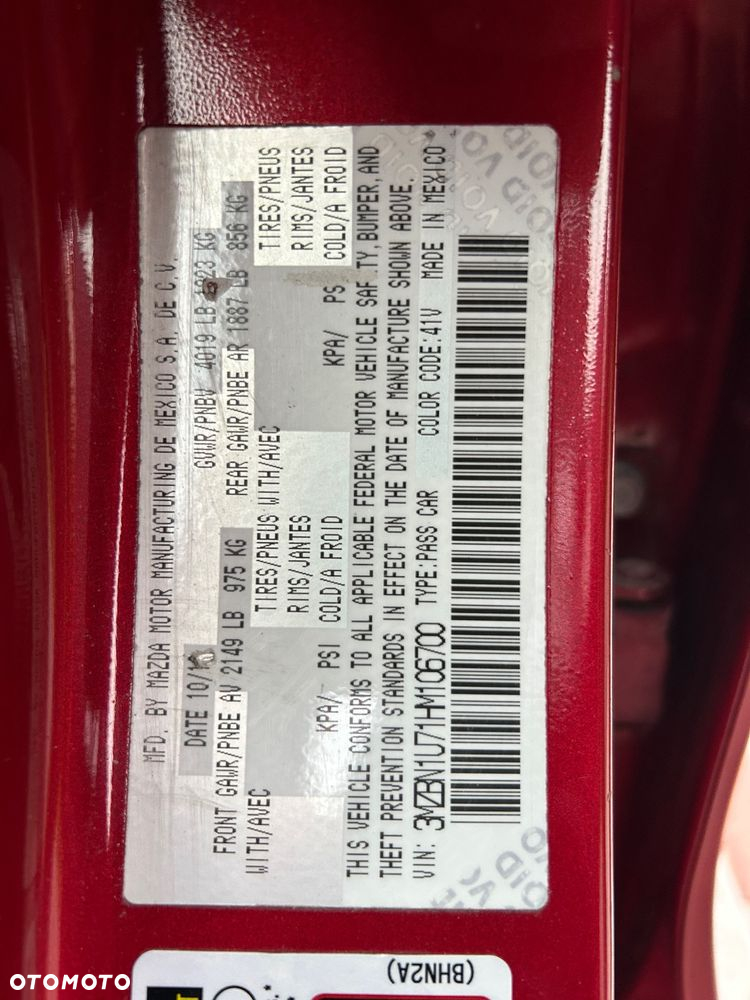 MFD. BY MAZDA MOTOR MANUFACTURING DE MEXICO S.A. DE C.V.
DATE 10/1 GVWR/PNBV 4019 LB KG
FRONT GAWR/PNBE AV 2149 LB 975 KG REAR GAWR/PNBE AR 1887 LB 856 KG
WITH/AVEC TIRES/PNEUS WITH/AVEC TIRES/PNEUS
RIMS/JANTES RIMS/JANTES
KPA/ PSI COLD/A FROID KPA/ PS COLD/A FROID
THIS VEHICLE CONFORMS TO ALL APPLICABLE FEDERAL MOTOR VEHICLE SAFETY, BUMPER, AND
THEFT PREVENTION STANDARDS IN EFFECT ON THE DATE OF MANUFACTURE SHOWN ABOVE.
VIN: 3MZBN1U71HM106700 TYPE:PASS CAR COLOR CODE:41V MADE IN MEXICO
VOID VOID
(BHN2A)
OTOMOTO